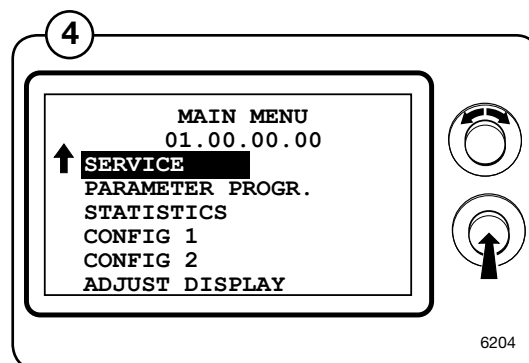 4
MAIN MENU
01.00.00.00
SERVICE
PARAMETER PROGR.
STATISTICS
CONFIG 1
CONFIG 2
ADJUST DISPLAY
6204